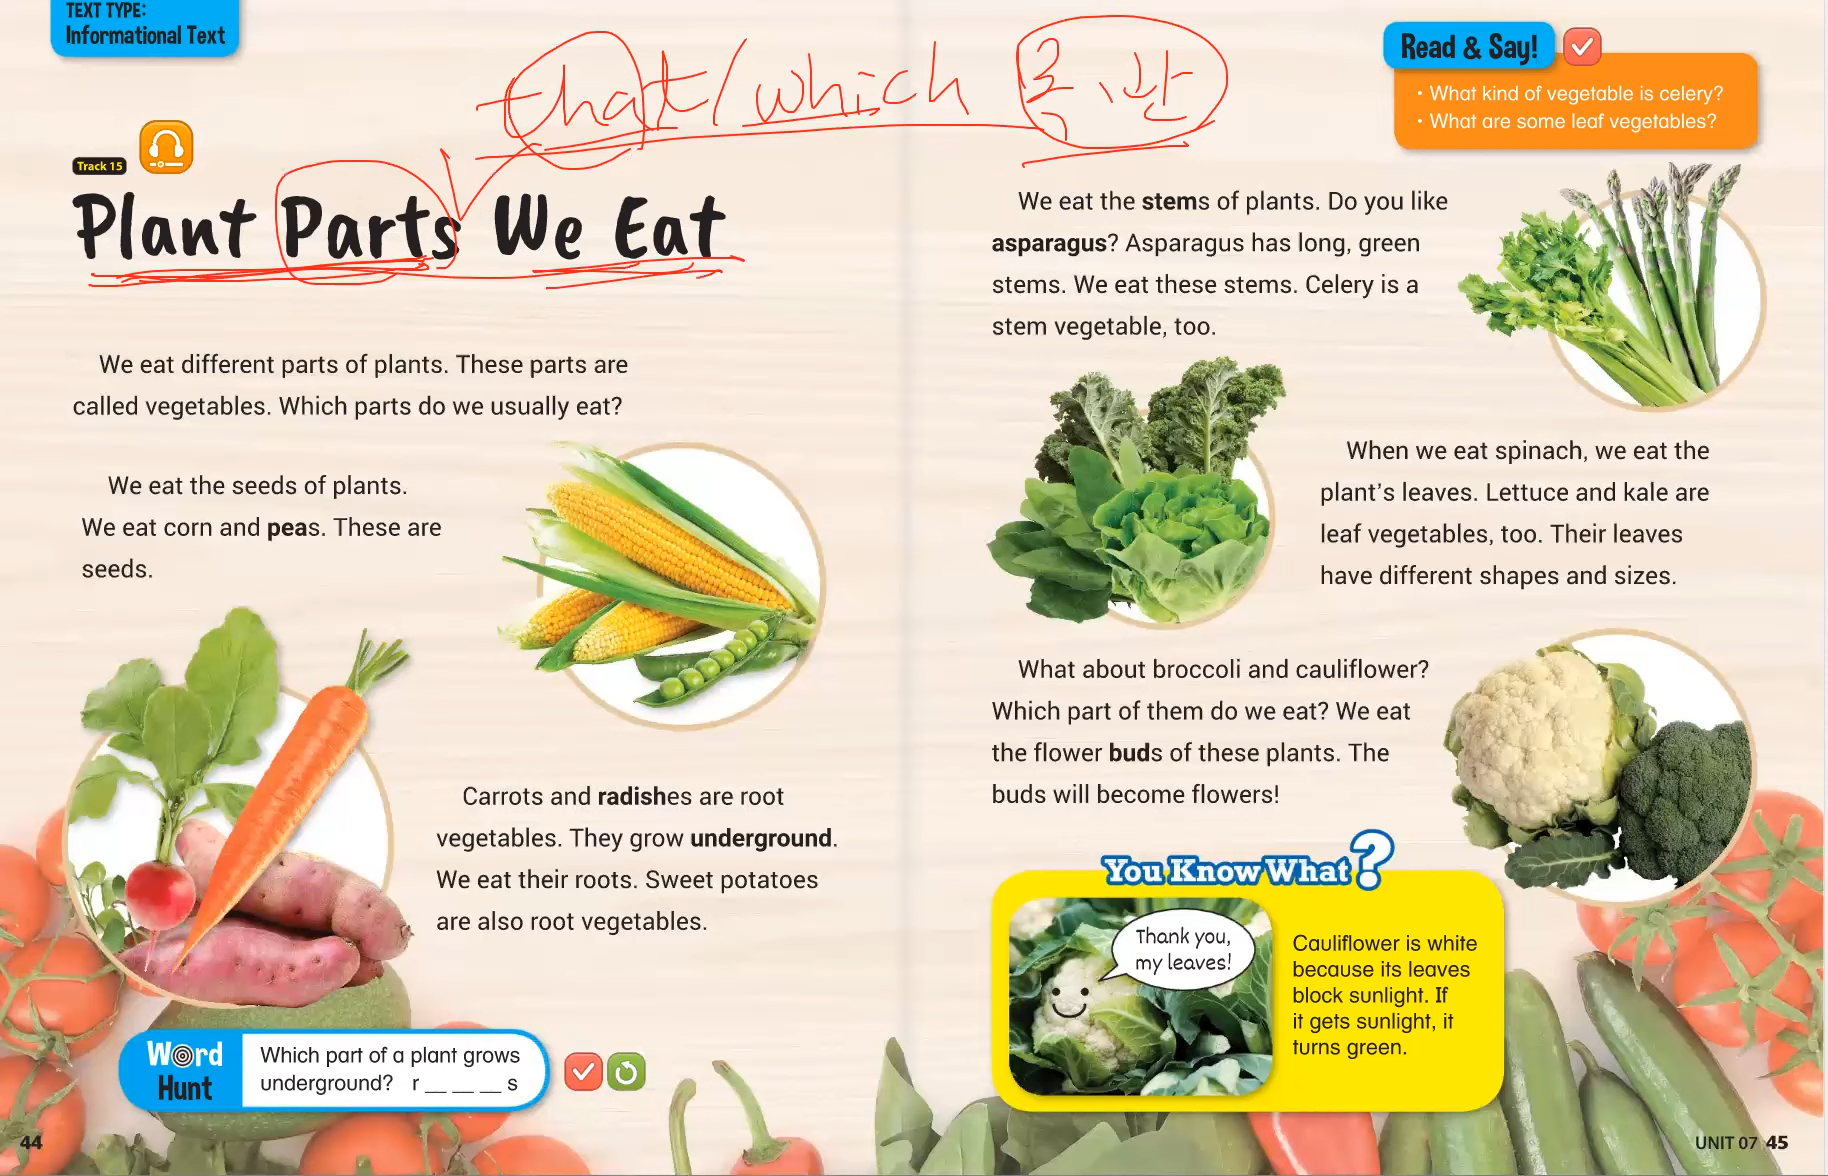 TEXT TYPE:
Informational Text
that/which
Track 15
Plant Parts We Eat
We eat different parts of plants. These parts are
called vegetables. Which parts do we usually eat?
We eat the seeds of plants.
We eat corn and peas. These are
seeds.
Carrots and radishes are root
vegetables. They grow underground.
We eat their roots. Sweet potatoes
are also root vegetables.
Word
Hunt
Which part of a plant grows
underground? r __ __ __ s
44
Read & Say!
• What kind of vegetable is celery?
• What are some leaf vegetables?
We eat the stems of plants. Do you like
asparagus? Asparagus has long, green
stems. We eat these stems. Celery is a
stem vegetable, too.
When we eat spinach, we eat the
plant's leaves. Lettuce and kale are
leaf vegetables, too. Their leaves
have different shapes and sizes.
What about broccoli and cauliflower?
Which part of them do we eat? We eat
the flower buds of these plants. The
buds will become flowers!
You Know What?
Thank you,
my leaves!
Cauliflower is white
because its leaves
block sunlight. If
it gets sunlight, it
turns green.
UNIT 07 45